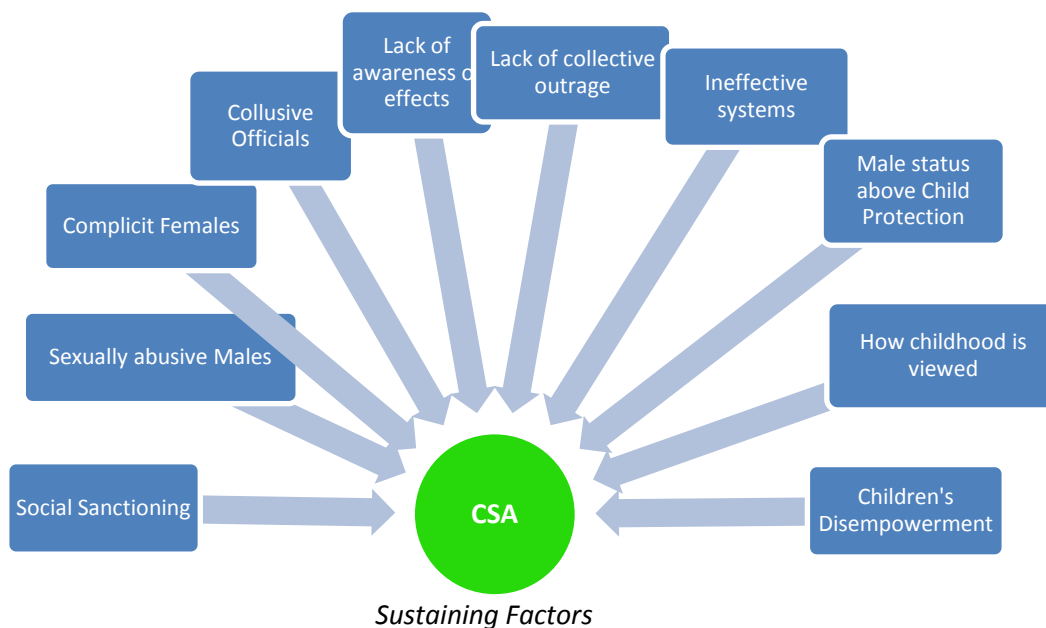 Social Sanctioning
Sexually abusive Males
Complicit Females
Collusive
Officials
Lack of
awareness o
effects
Lack of collective
outrage
Ineffective
systems
Male status
above Child
Protection
How childhood is
viewed
Children's
Disempowerment
CSA
Sustaining Factors